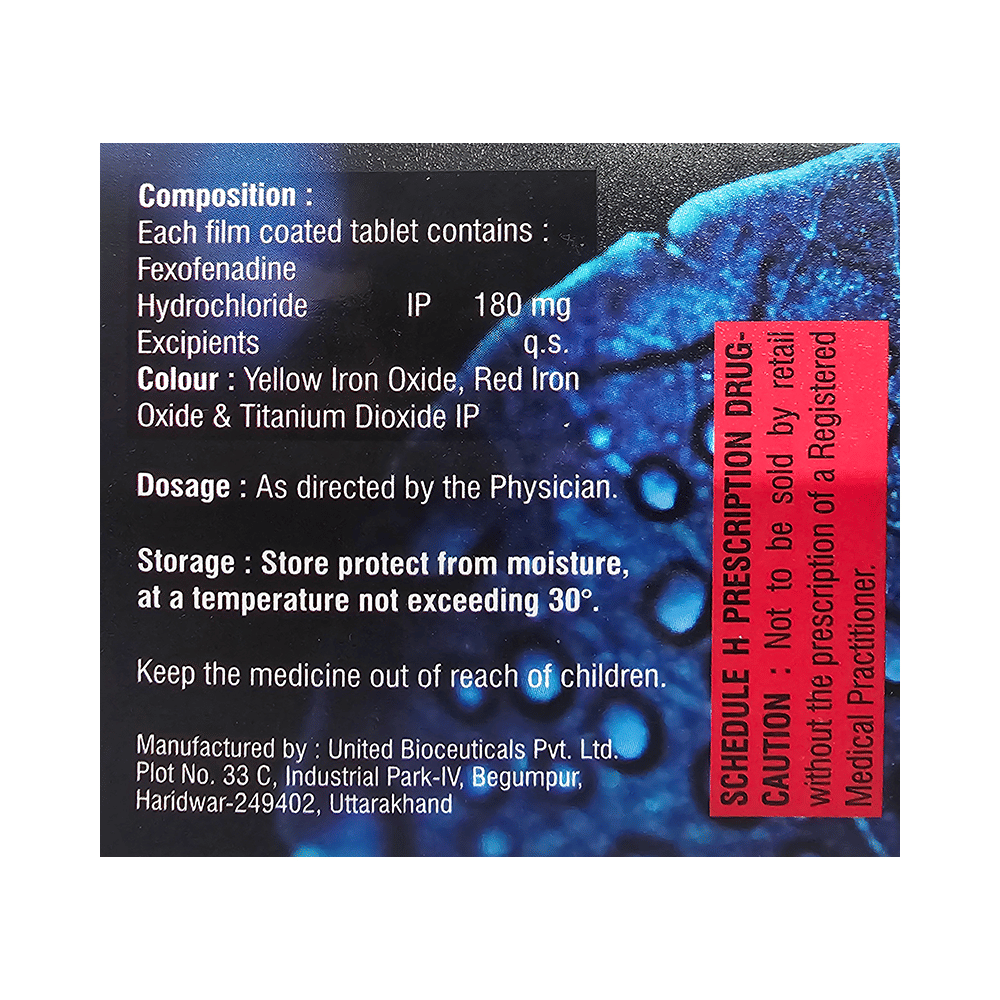 Composition :
Each film coated tablet contains :
Fexofenadine
Hydrochloride IP 180 mg
Excipients q.s.
Colour : Yellow Iron Oxide, Red Iron
Oxide & Titanium Dioxide IP
Dosage : As directed by the Physician.
Storage : Store protect from moisture,
at a temperature not exceeding 30°.
Keep the medicine out of reach of children.
Manufactured by : United Bioceuticals Pvt. Ltd.
Plot No. 33 C, Industrial Park-IV, Begumpur,
Haridwar-249402, Uttarakhand
SCHEDULE H PRESCRIPTION DRUG-
CAUTION : Not to be sold by retail
without the prescription of a Registered
Medical Practitioner.